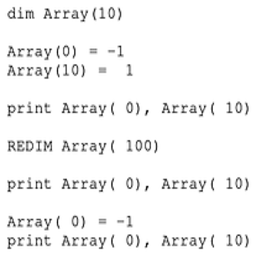 dim Array(10)
Array(0) = -1
Array(10) =  1
print Array( 0), Array( 10)
REDIM Array( 100)
print Array( 0), Array( 10)
Array( 0) = -1
print Array( 0), Array( 10)